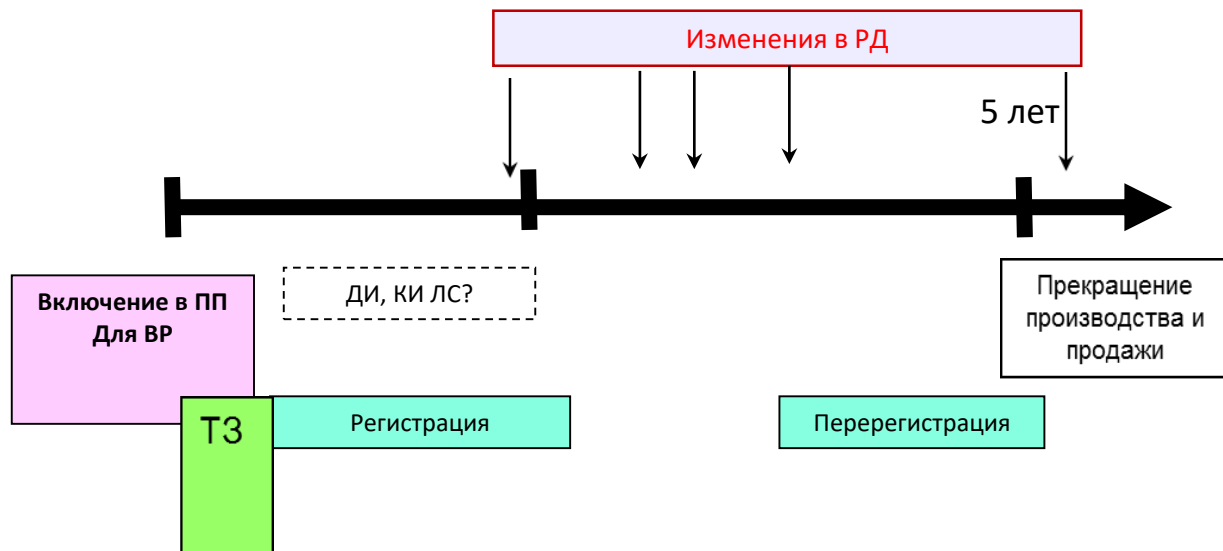 Изменения в РД
5 лет
Включение в ПП
Для ВР
ДИ, КИ ЛС?
Прекращение
производства и
продажи
ТЗ
Регистрация
Перерегистрация